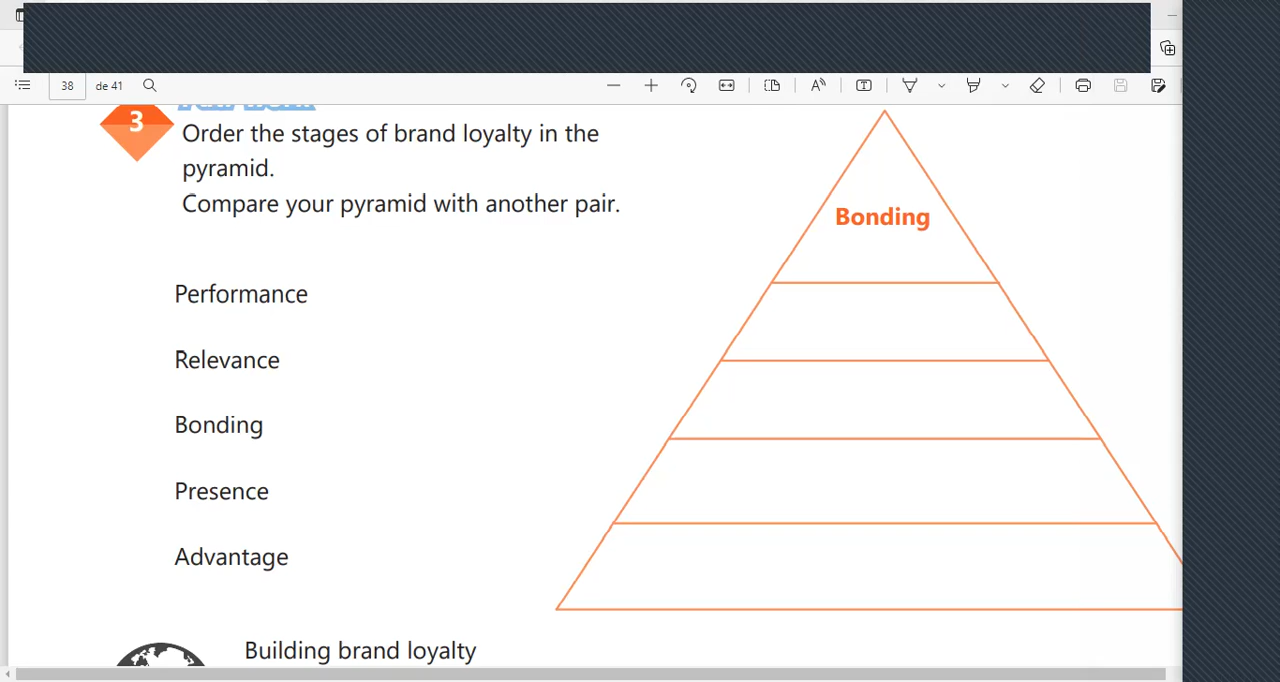 38 de 41
3
Order the stages of brand loyalty in the
pyramid.
Compare your pyramid with another pair.
Bonding
Performance
Relevance
Bonding
Presence
Advantage
Building brand loyalty